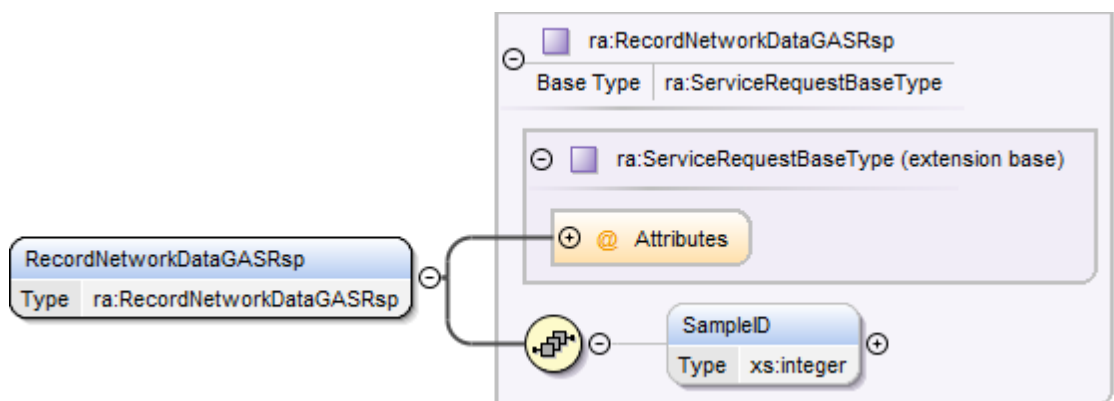 ra:RecordNetworkDataGASRsp
Base Type ra:ServiceRequestBaseType
ra:ServiceRequestBaseType (extension base)
@ Attributes
RecordNetworkDataGASRsp
Type ra:RecordNetworkDataGASRsp
SampleID
Type xs:integer